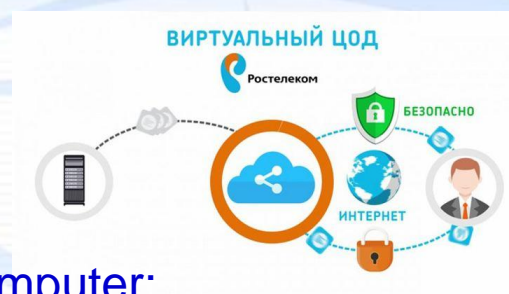 ВИРТУАЛЬНЫЙ ЦОД
Ростелеком
БЕЗОПАСНО
ИНТЕРНЕТ
mputer: